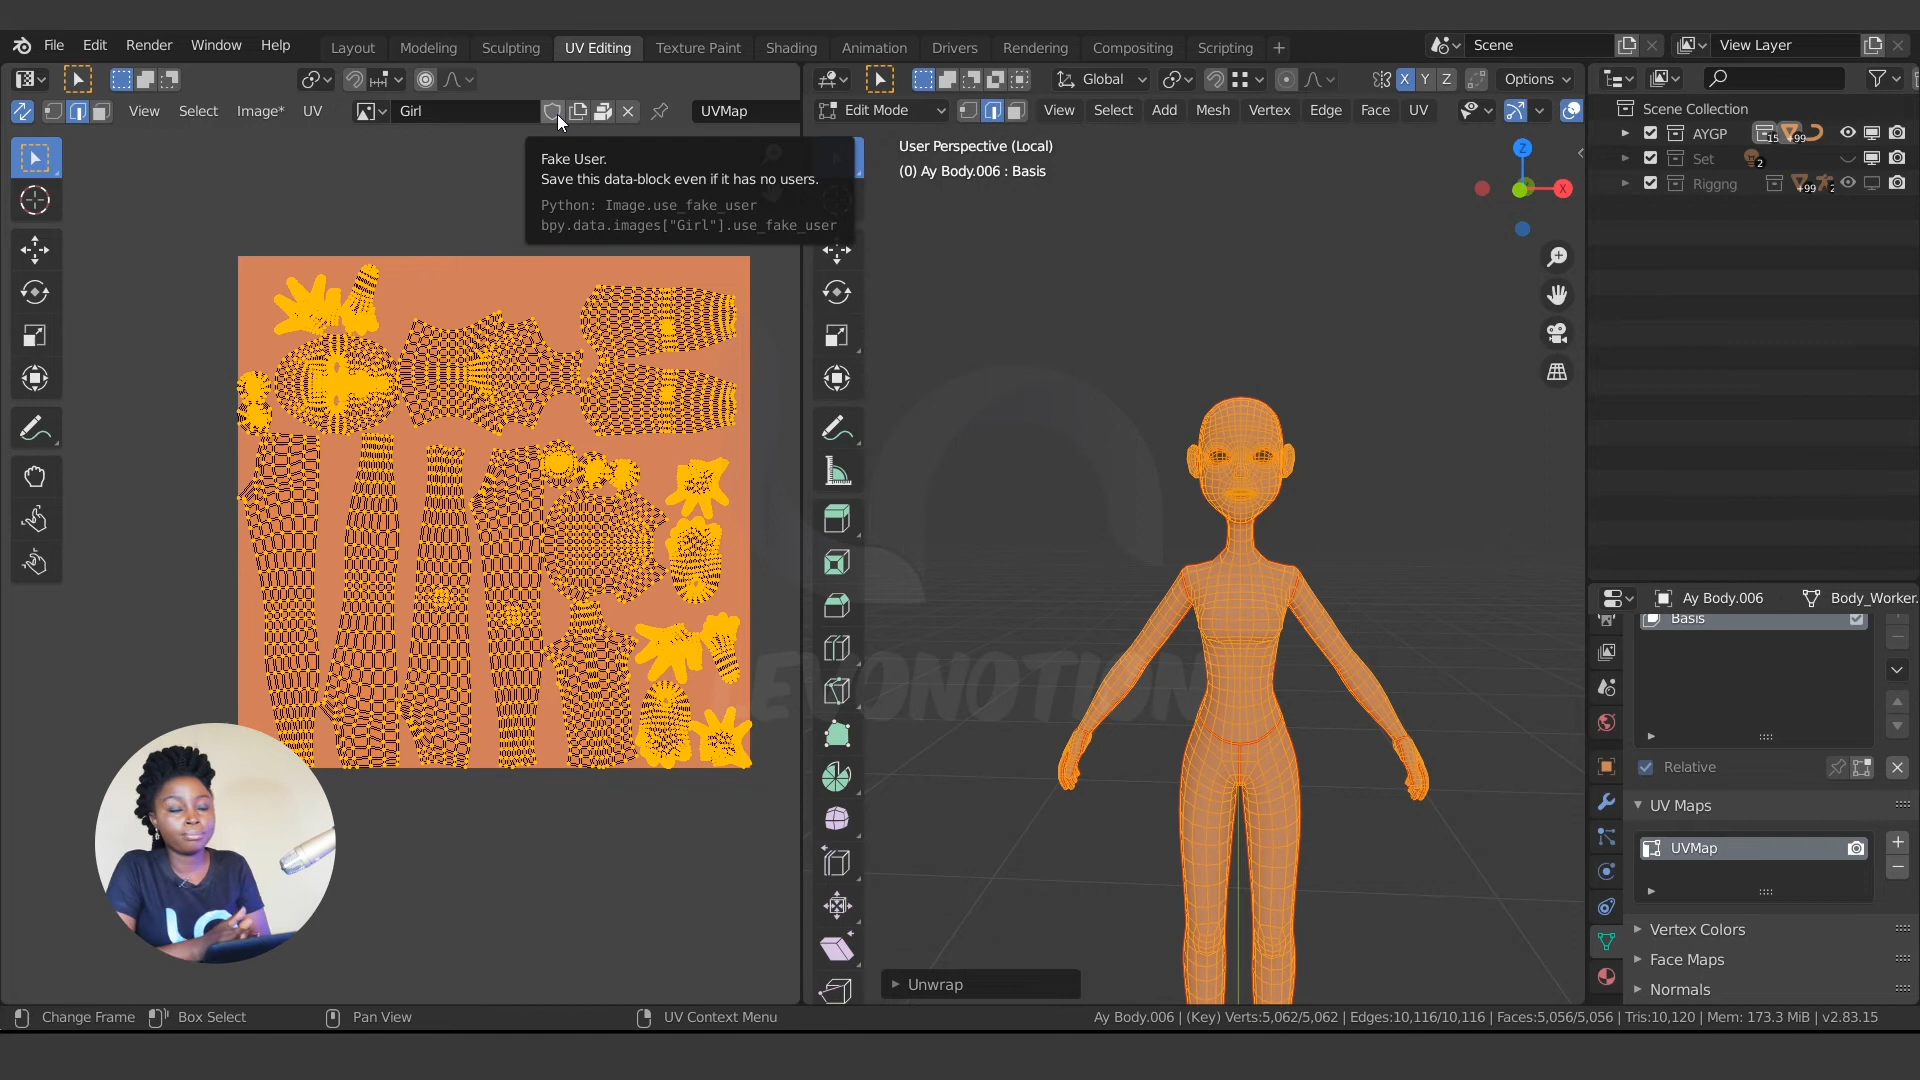 File Edit Render Window Help Layout Modeling Sculpting UV Editing Texture Paint Shading Animation Drivers Rendering Compositing Scripting + Scene View Layer
Global X Y Z Options
View Select Image* UV Girl UVMap Edit Mode View Select Add Mesh Vertex Edge Face UV
Scene Collection
AYGP 15 +99
Set 2
Riggng +99 2
User Perspective (Local)
(0) Ay Body.006 : Basis
Z
X
Fake User.
Save this data-block even if it has no users.
Python: Image.use_fake_user
bpy.data.images["Girl"].use_fake_user
Ay Body.006 Body_Worker.
Basis
Relative
UV Maps
UVMap
Vertex Colors
Face Maps
Normals
EVONOTION
Unwrap
Change Frame Box Select Pan View UV Context Menu Ay Body.006 | (Key) Verts:5,062/5,062 | Edges:10,116/10,116 | Faces:5,056/5,056 | Tris:10,120 | Mem: 173.3 MiB | v2.83.15